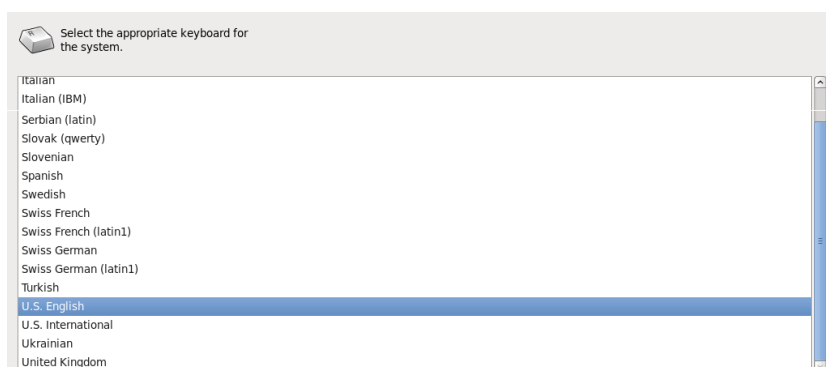 Select the appropriate keyboard for
the system.
Italian
Italian (IBM)
Serbian (latin)
Slovak (qwerty)
Slovenian
Spanish
Swedish
Swiss French
Swiss French (latin1)
Swiss German
Swiss German (latin1)
Turkish
U.S. English
U.S. International
Ukrainian
United Kingdom